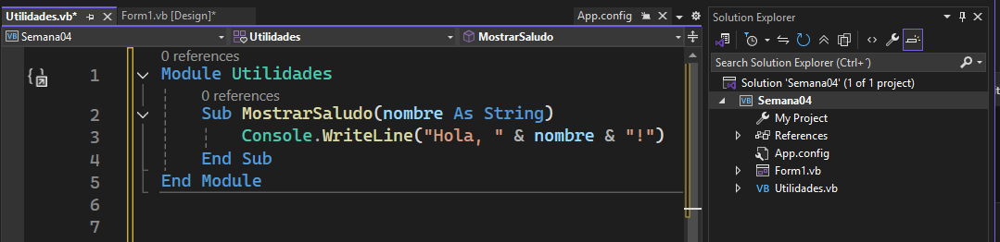 Utilidades.vb*
Form1.vb [Design]*
App.config
Semana04
Utilidades
MostrarSaludo
0 references
1 Module Utilidades
0 references
2 Sub MostrarSaludo(nombre As String)
3 Console.WriteLine("Hola, " & nombre & "!")
4 End Sub
5 End Module
6
7
Solution Explorer
Search Solution Explorer (Ctrl+´)
Solution 'Semana04' (1 of 1 project)
VB Semana04
My Project
References
App.config
Form1.vb
VB Utilidades.vb